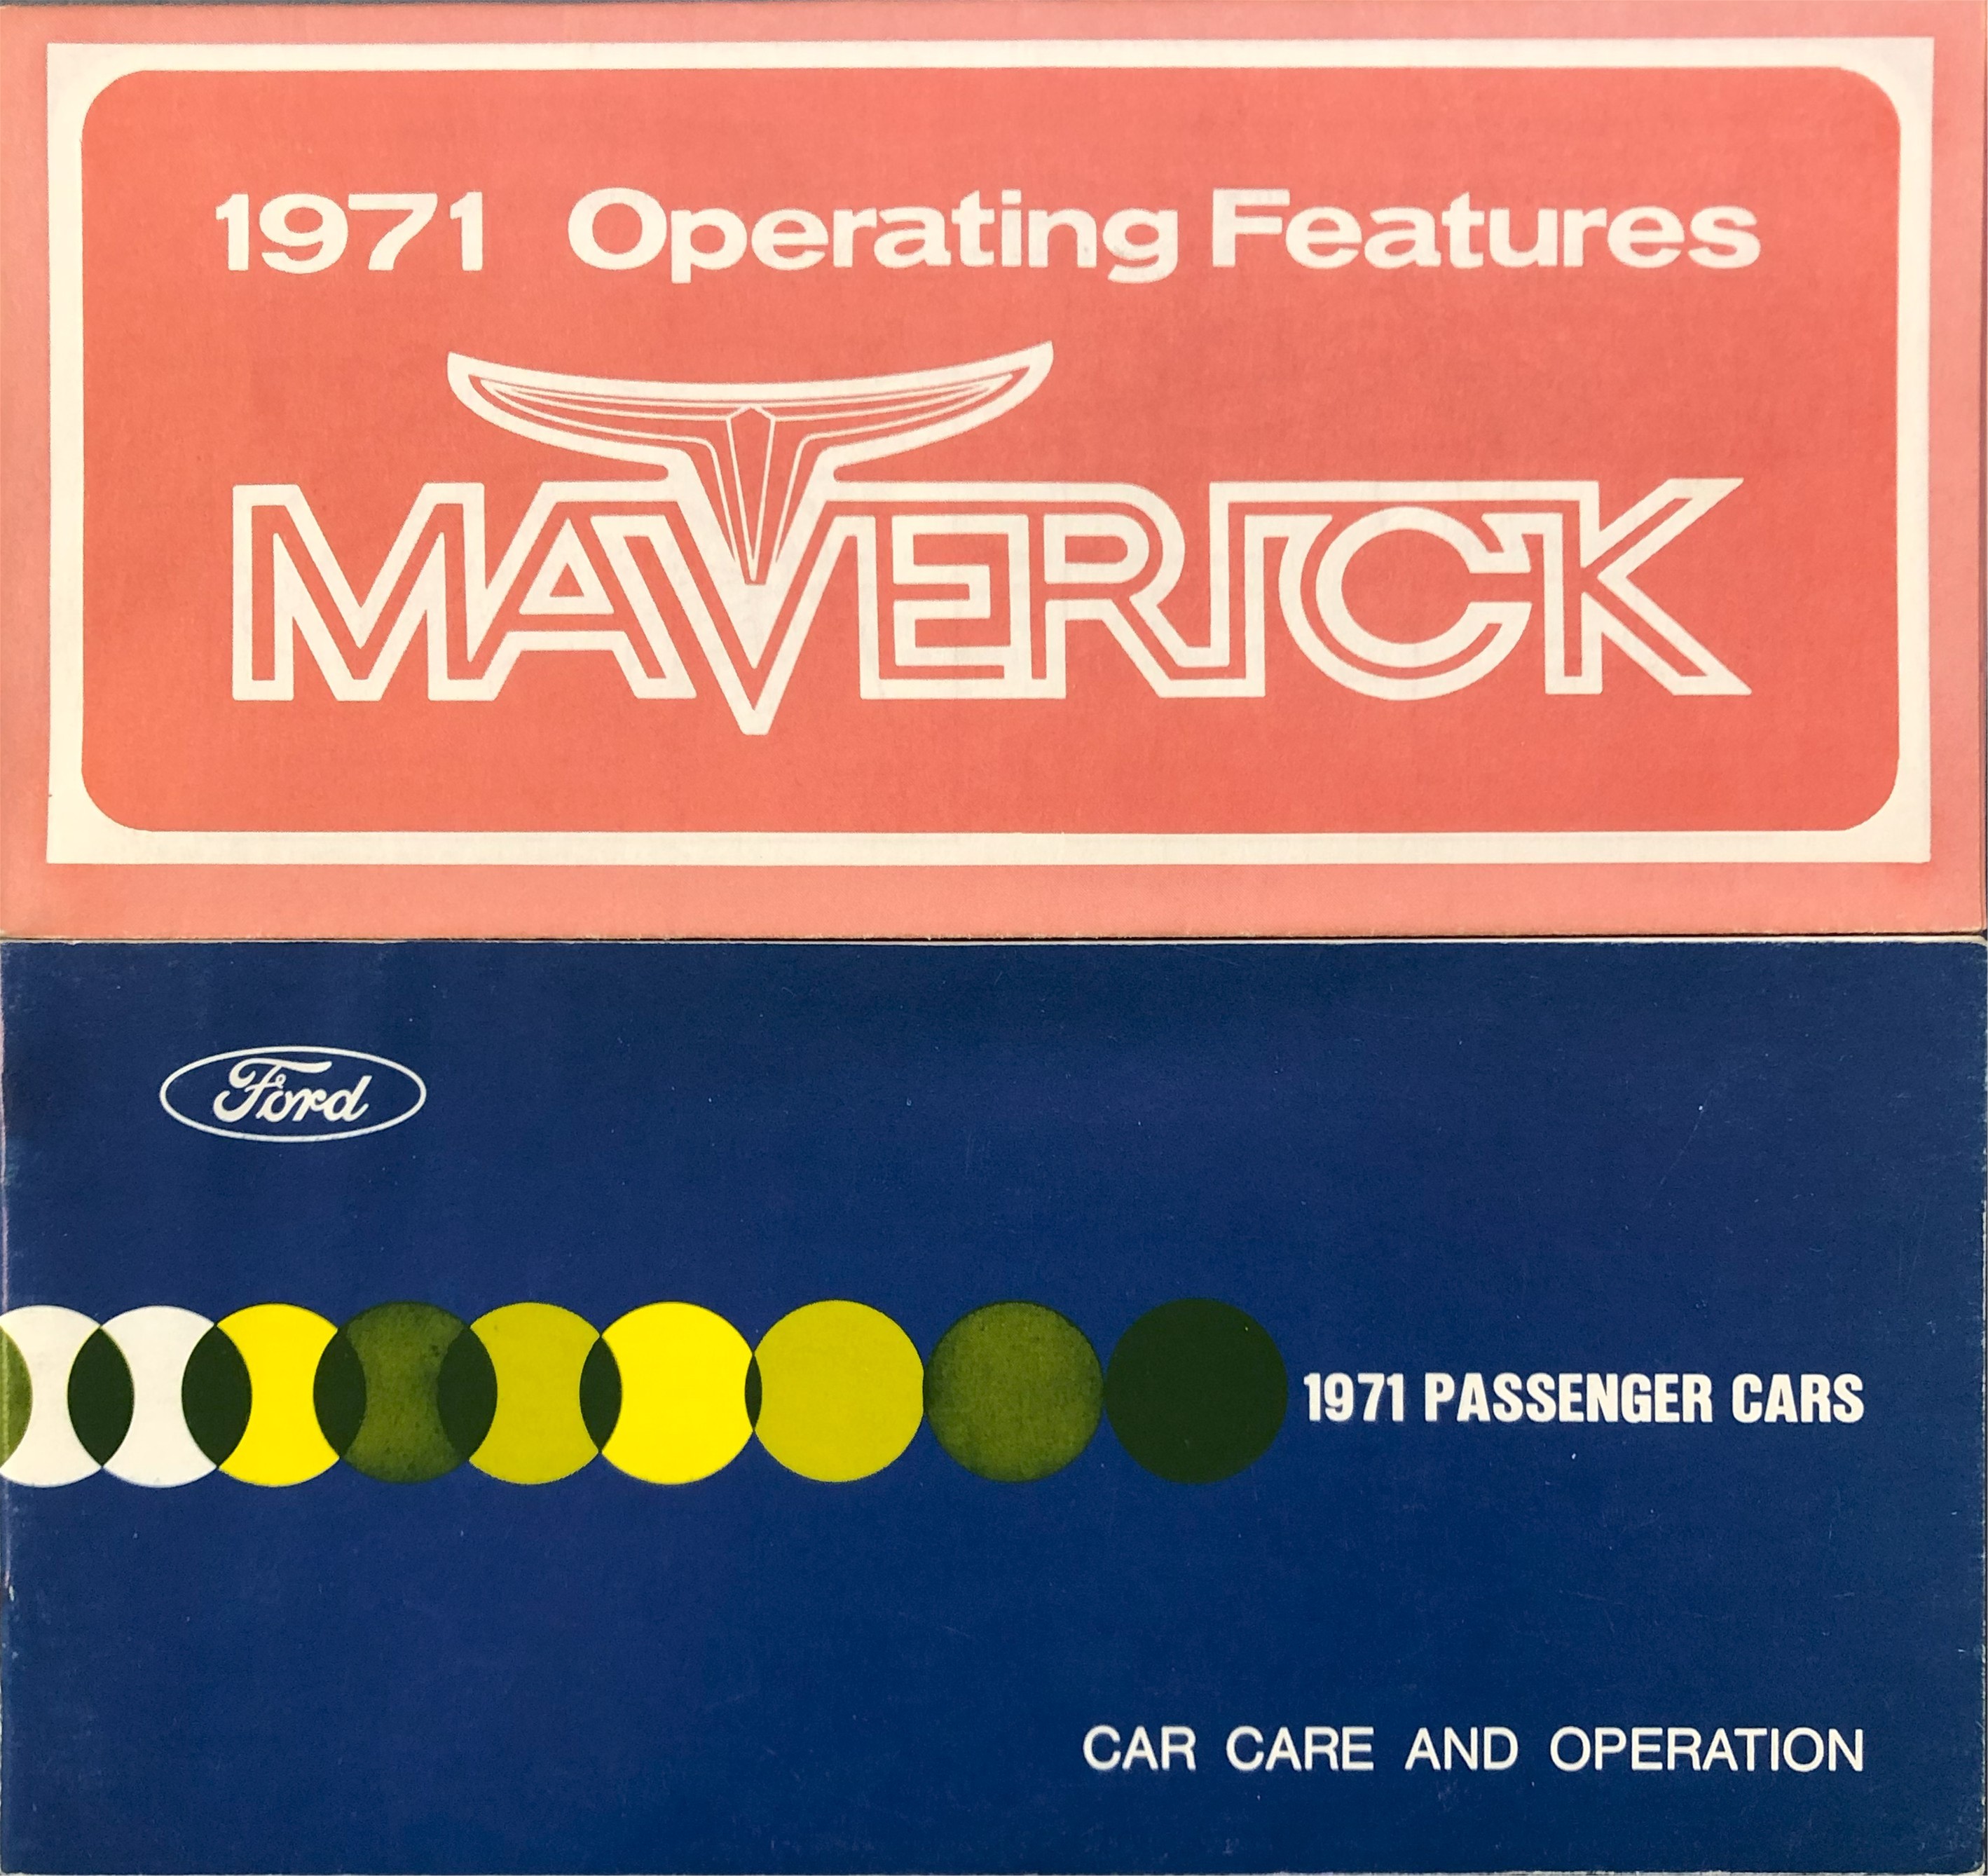 1971 Operating Features
MAVERICK
Ford
1971 PASSENGER CARS
CAR CARE AND OPERATION